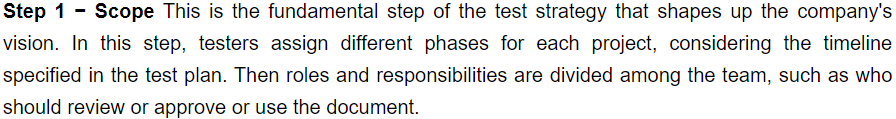 Step 1 − Scope This is the fundamental step of the test strategy that shapes up the company's
vision. In this step, testers assign different phases for each project, considering the timeline
specified in the test plan. Then roles and responsibilities are divided among the team, such as who
should review or approve or use the document.